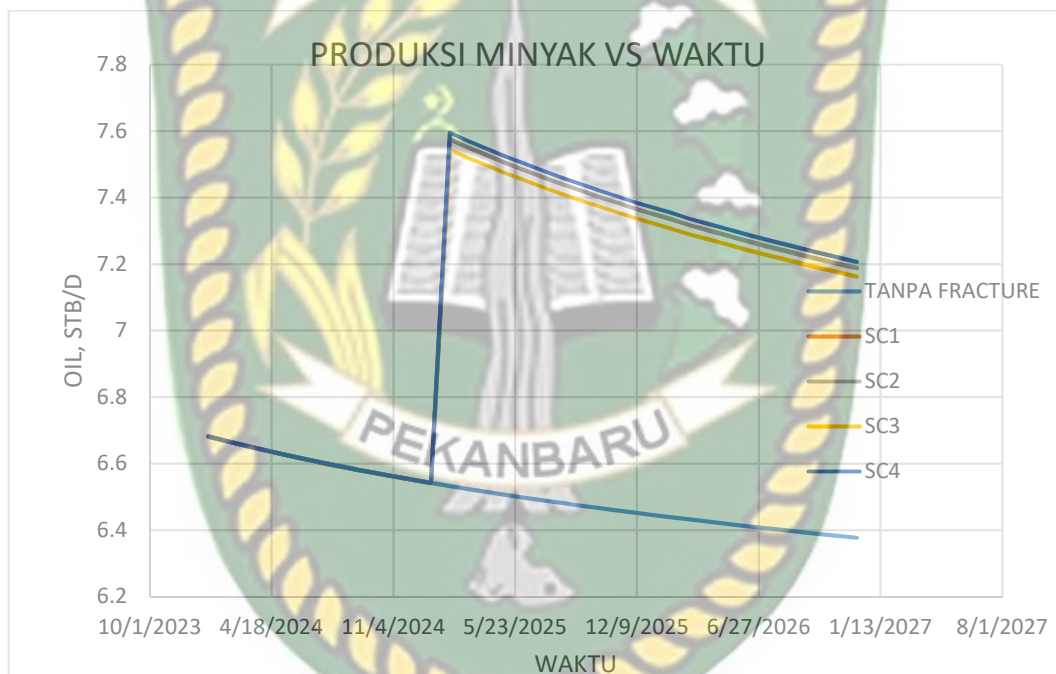 PRODUKSI MINYAK VS WAKTU
7.8
7.6
7.4
7.2
7
6.8
6.6
6.4
6.2
OIL, STB/D
10/1/2023 4/18/2024 11/4/2024 5/23/2025 12/9/2025 6/27/2026 1/13/2027 8/1/2027
WAKTU
TANPA FRACTURE
SC1
SC2
SC3
SC4
PEKANBARU